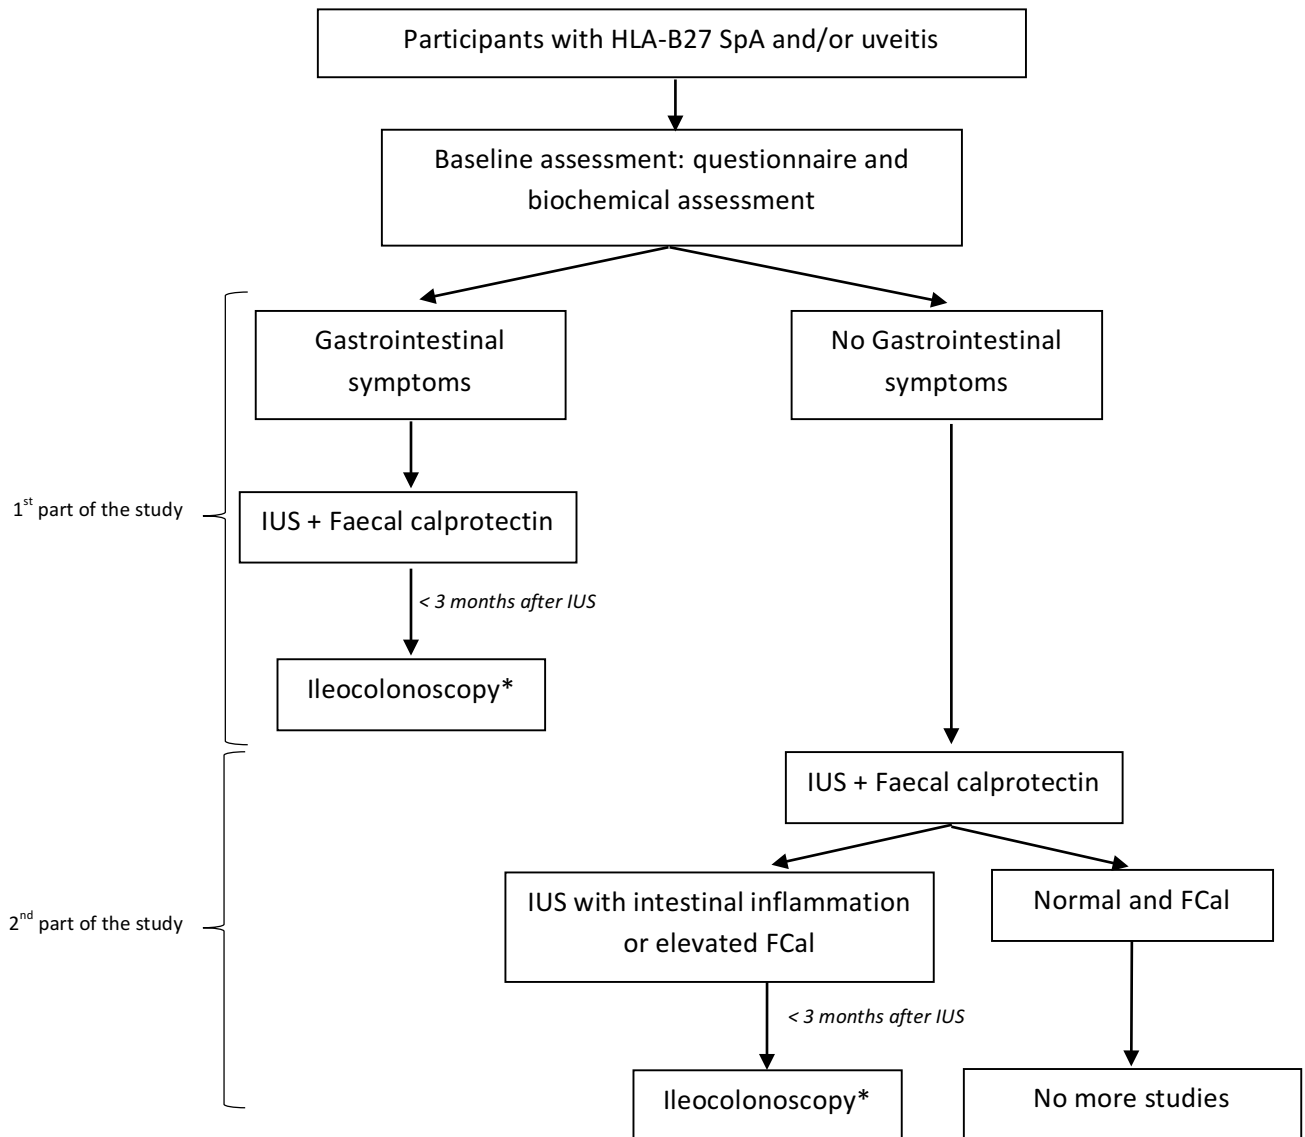 Participants with HLA-B27 SpA and/or uveitis
Baseline assessment: questionnaire and
biochemical assessment
Gastrointestinal
symptoms
No Gastrointestinal
symptoms
1st part of the study
IUS + Faecal calprotectin
< 3 months after IUS
Ileocolonoscopy*
IUS + Faecal calprotectin
2nd part of the study
IUS with intestinal inflammation
or elevated FCal
Normal and FCal
< 3 months after IUS
Ileocolonoscopy*
No more studies